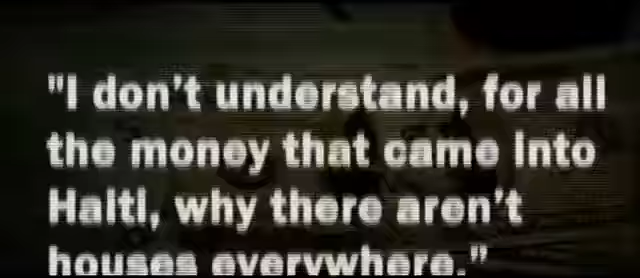 "I don't understand, for all
the money that came into
Haiti, why there aren't
houses everywhere."